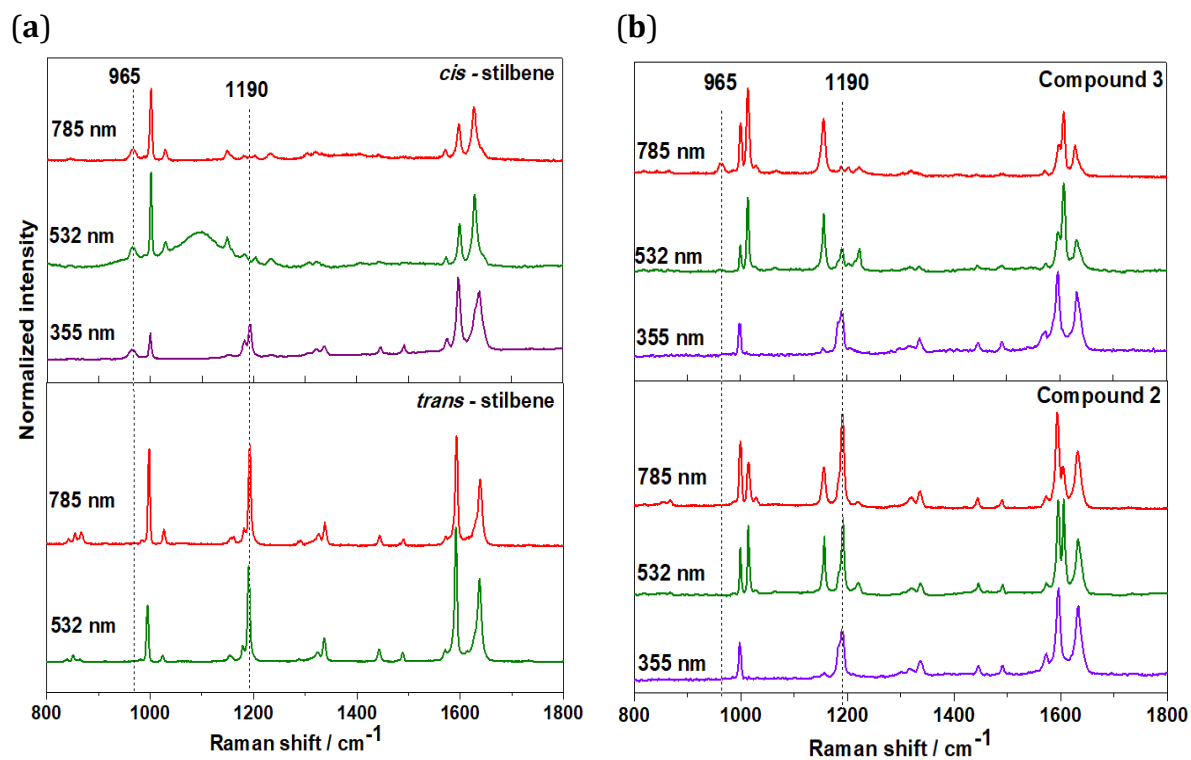 (a)
965
1190
cis - stilbene
785 nm
532 nm
355 nm
trans - stilbene
785 nm
532 nm
Normalized intensity
800 1000 1200 1400 1600 1800
Raman shift / cm-1
(b)
965
1190
Compound 3
785 nm
532 nm
355 nm
Compound 2
785 nm
532 nm
355 nm
800 1000 1200 1400 1600 1800
Raman shift / cm-1